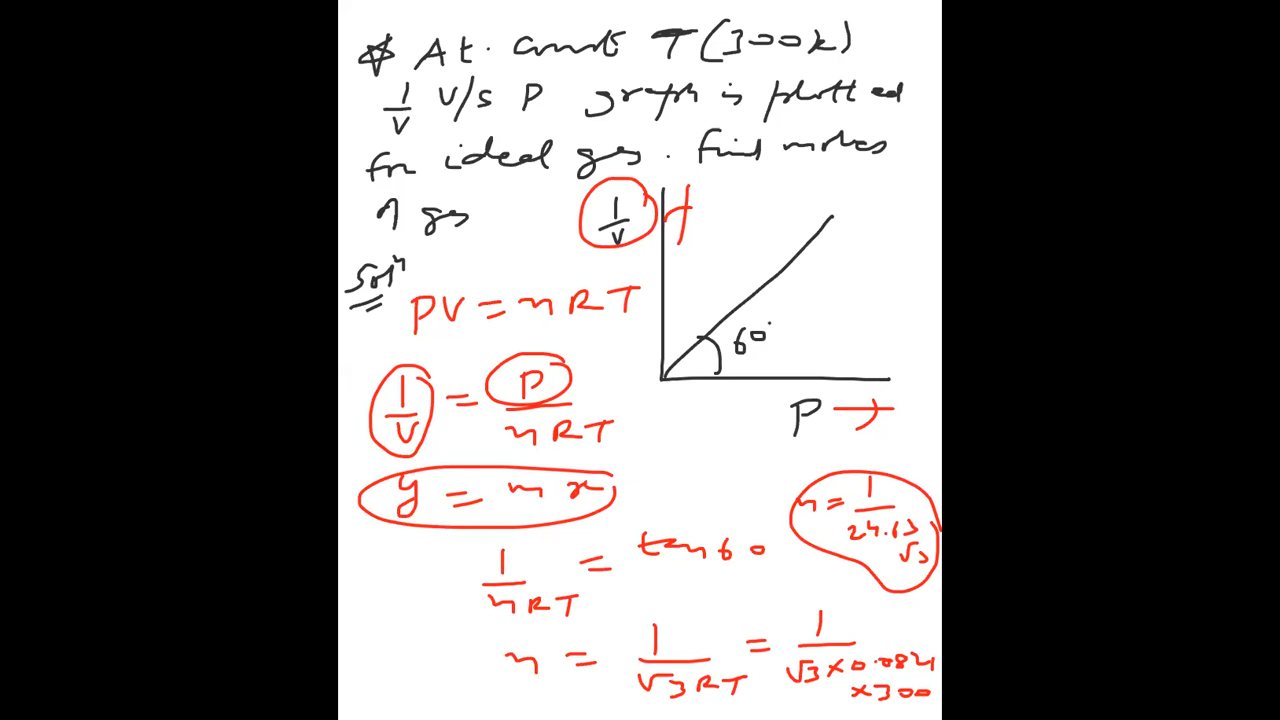 ☆ At. const T(300k)
1/V v/s P graph is plotted
for ideal gas. Find moles
of gas
1/V
Solⁿ
PV = nRT
60°
1/V = P/nRT
P →
y = mx
n = 1/24.63√3
1/nRT = tan60
n = 1/√3RT = 1/√3×0.0821×300